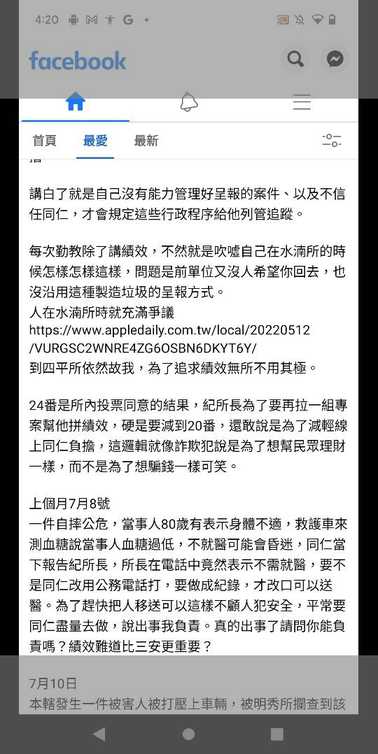 4:20
facebook
首頁
最愛
最新
講白了就是自己沒有能力管理好呈報的案件、以及不信
任同仁，才會規定這些行政程序給他列管追蹤。
每次勤教除了講績效，不然就是吹噓自己在水湳所的時
候怎樣怎樣這樣，問題是前單位又沒人希望你回去，也
沒沿用這種製造垃圾的呈報方式。
人在水湳所時就充滿爭議
https://www.appledaily.com.tw/local/20220512
/VURGSC2WNRE4ZG6OSBN6DKYT6Y/
到四平所依然故我，為了追求績效無所不用其極。
24番是所內投票同意的結果，紀所長為了要再拉一組專
案幫他拼績效，硬是要減到20番，還敢說是為了減輕線
上同仁負擔，這邏輯就像詐欺犯說是為了想幫民眾理財
一樣，而不是為了想騙錢一樣可笑。
上個月7月8號
一件自摔公危，當事人80歲有表示身體不適，救護車來
測血糖說當事人血糖過低，不就醫可能會昏迷，同仁當
下報告紀所長，所長在電話中竟然表示不需就醫，要不
是同仁改用公務電話打，要做成紀錄，才改口可以送
醫。為了趕快把人移送可以這樣不顧人犯安全，平常要
同仁盡量去做，說出事我負責。真的出事了請問你能負
責嗎？績效難道比三安更重要？
7月10日
本轄發生一件被害人被打壓上車輛，被明秀所攔查到該